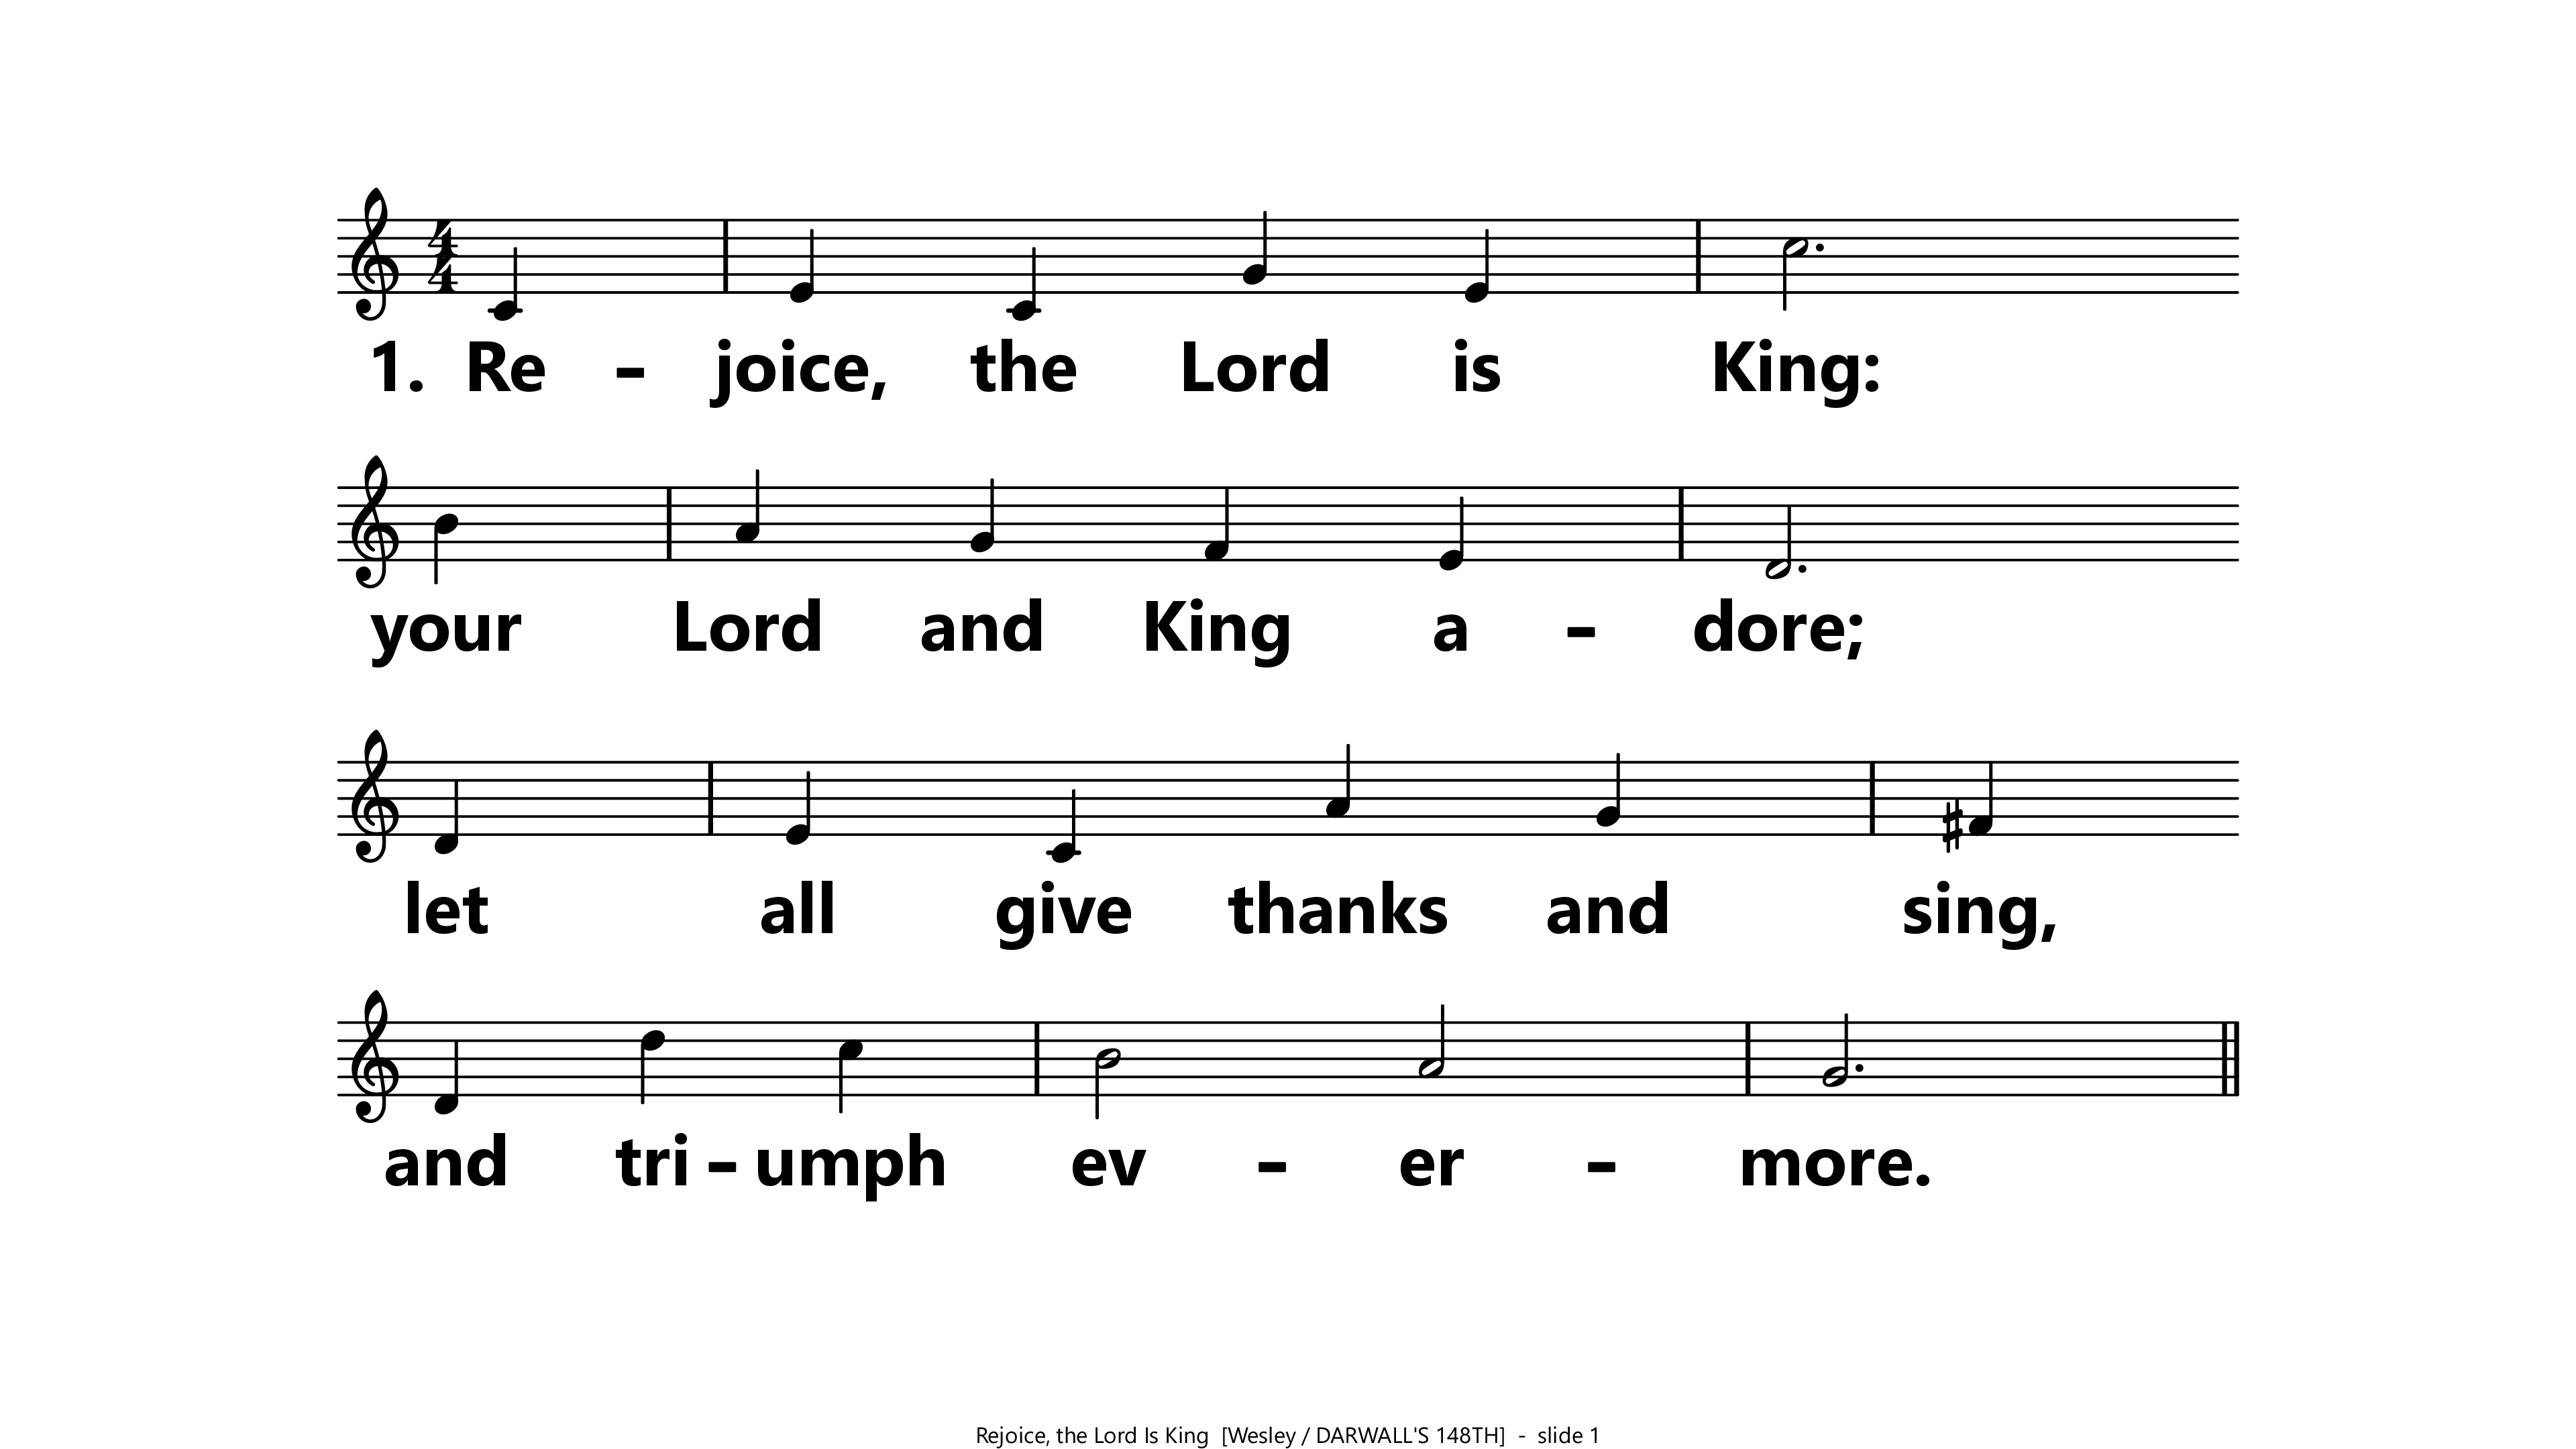 1. Re - joice, the Lord is King:
your Lord and King a - dore;
let all give thanks and sing,
and tri - umph ev - er - more.
Rejoice, the Lord Is King [Wesley / DARWALL'S 148TH] - slide 1